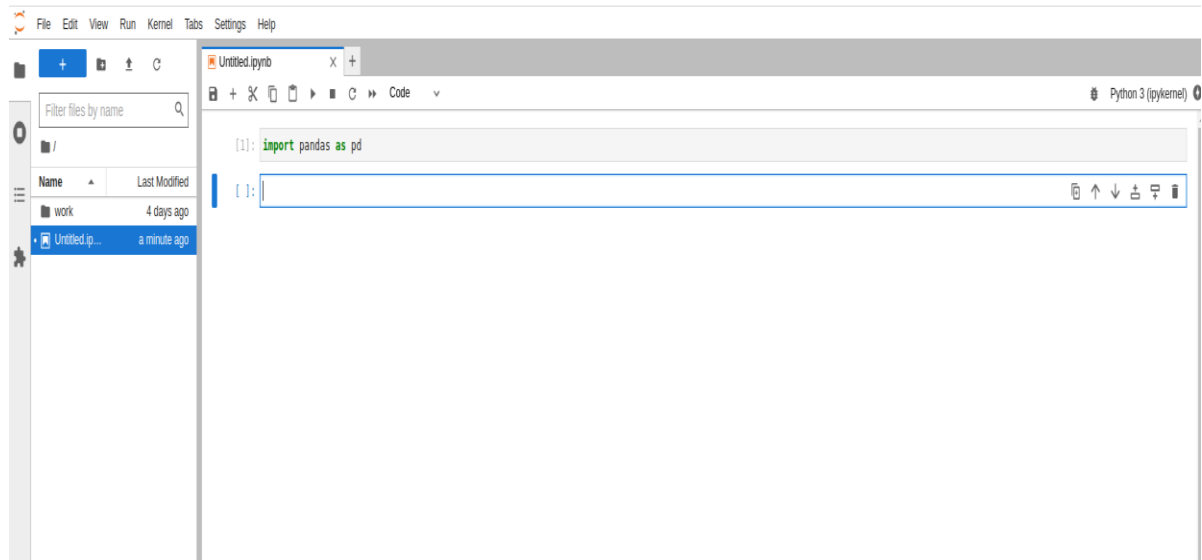 File Edit View Run Kernel Tabs Settings Help
Untitled.ipynb
Filter files by name
Code
Python 3 (ipykernel)
/
Name Last Modified
work 4 days ago
Untitled.ip... a minute ago
[1]: import pandas as pd
[ ]: